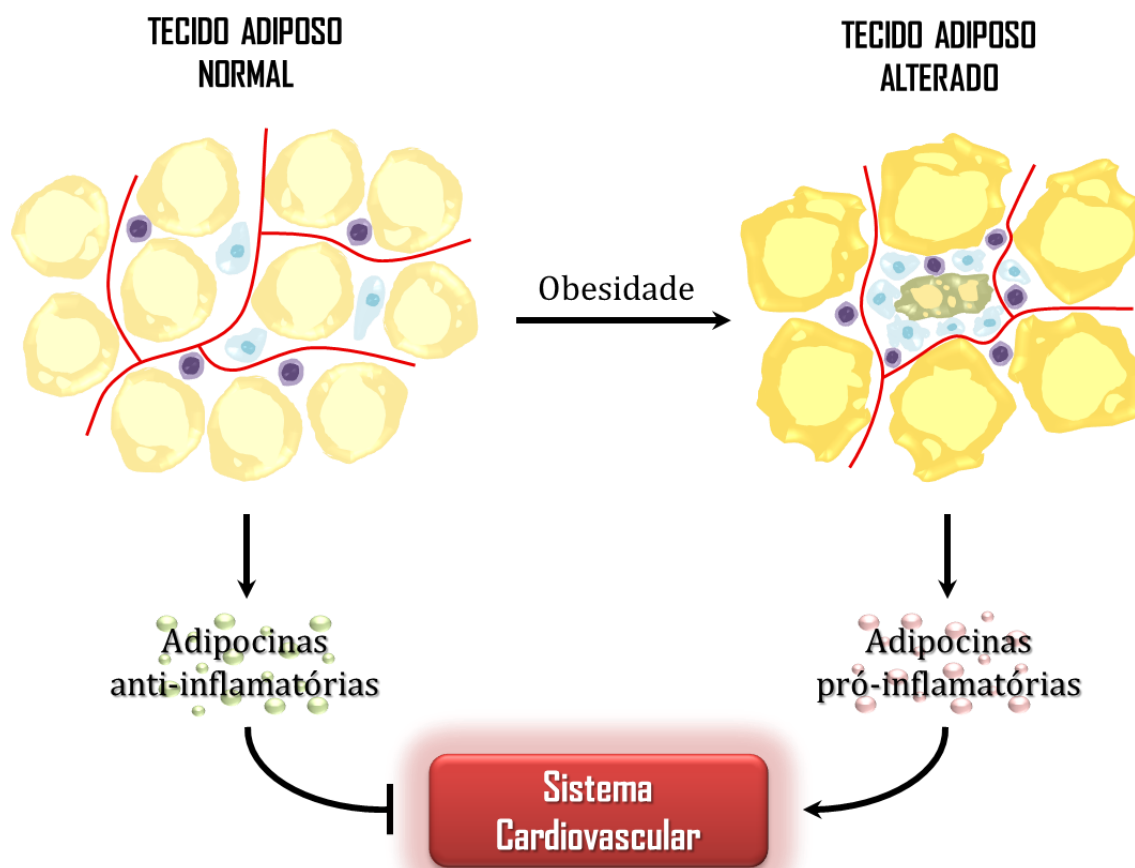 TECIDO ADIPOSO
NORMAL
TECIDO ADIPOSO
ALTERADO
Obesidade
Adipocinas
anti-inflamatórias
Adipocinas
pró-inflamatórias
Sistema
Cardiovascular